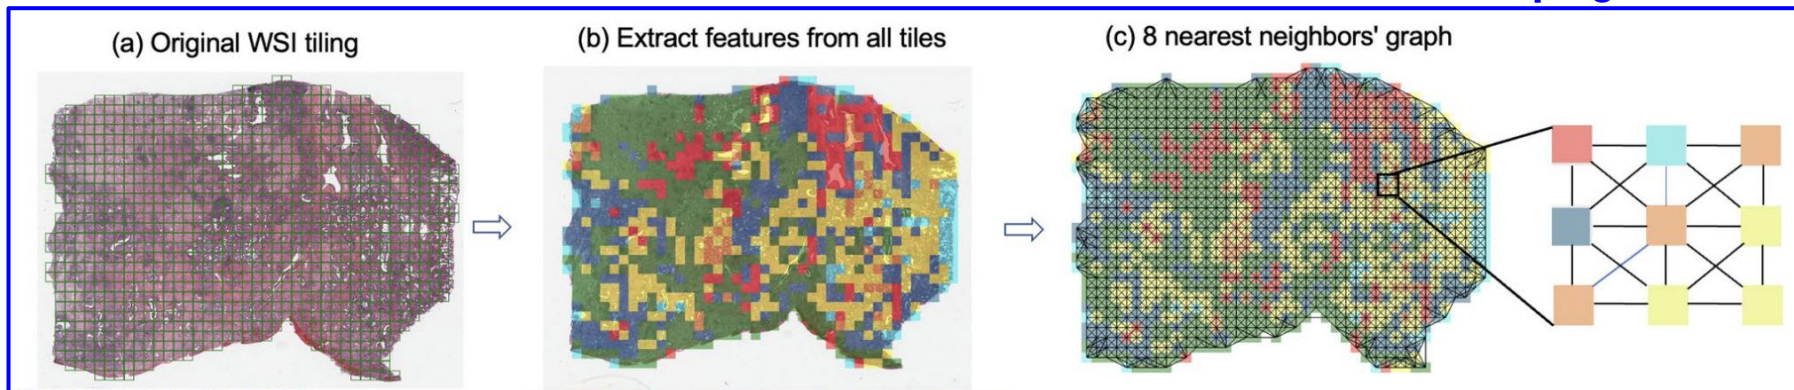 (a) Original WSI tiling
(b) Extract features from all tiles
(c) 8 nearest neighbors' graph